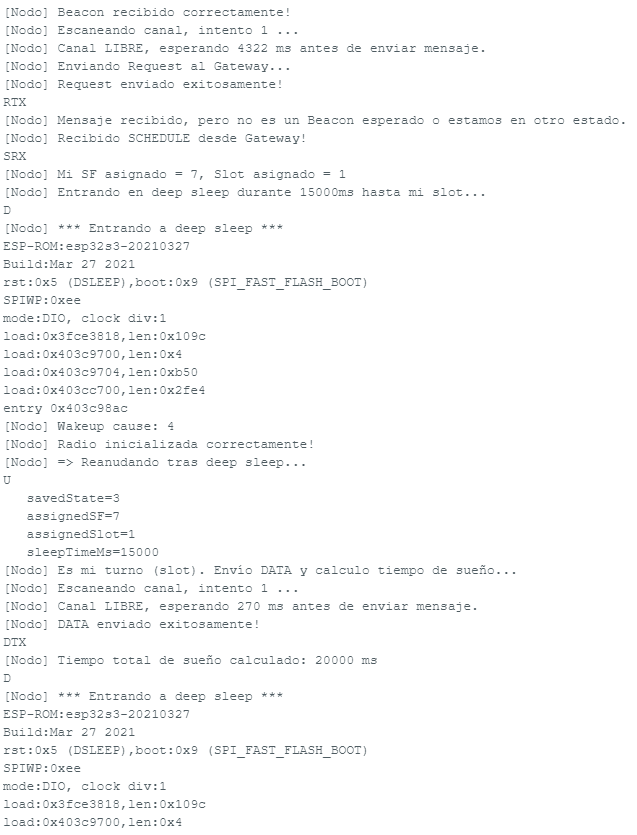 [Nodo] Beacon recibido correctamente!
[Nodo] Escaneando canal, intento 1 ...
[Nodo] Canal LIBRE, esperando 4322 ms antes de enviar mensaje.
[Nodo] Enviando Request al Gateway...
[Nodo] Request enviado exitosamente!
RTX
[Nodo] Mensaje recibido, pero no es un Beacon esperado o estamos en otro estado.
[Nodo] Recibido SCHEDULE desde Gateway!
SRX
[Nodo] Mi SF asignado = 7, Slot asignado = 1
[Nodo] Entrando en deep sleep durante 15000ms hasta mi slot...
D
[Nodo] *** Entrando a deep sleep ***
ESP-ROM:esp32s3-20210327
Build:Mar 27 2021
rst:0x5 (DSLEEP),boot:0x9 (SPI_FAST_FLASH_BOOT)
SPIWP:0xee
mode:DIO, clock div:1
load:0x3fce3818,len:0x109c
load:0x403c9700,len:0x4
load:0x403c9704,len:0xb50
load:0x403cc700,len:0x2fe4
entry 0x403c98ac
[Nodo] Wakeup cause: 4
[Nodo] Radio inicializada correctamente!
[Nodo] => Reanudando tras deep sleep...
U
   savedState=3
   assignedSF=7
   assignedSlot=1
   sleepTimeMs=15000
[Nodo] Es mi turno (slot). Envío DATA y calculo tiempo de sueño...
[Nodo] Escaneando canal, intento 1 ...
[Nodo] Canal LIBRE, esperando 270 ms antes de enviar mensaje.
[Nodo] DATA enviado exitosamente!
DTX
[Nodo] Tiempo total de sueño calculado: 20000 ms
D
[Nodo] *** Entrando a deep sleep ***
ESP-ROM:esp32s3-20210327
Build:Mar 27 2021
rst:0x5 (DSLEEP),boot:0x9 (SPI_FAST_FLASH_BOOT)
SPIWP:0xee
mode:DIO, clock div:1
load:0x3fce3818,len:0x109c
load:0x403c9700,len:0x4